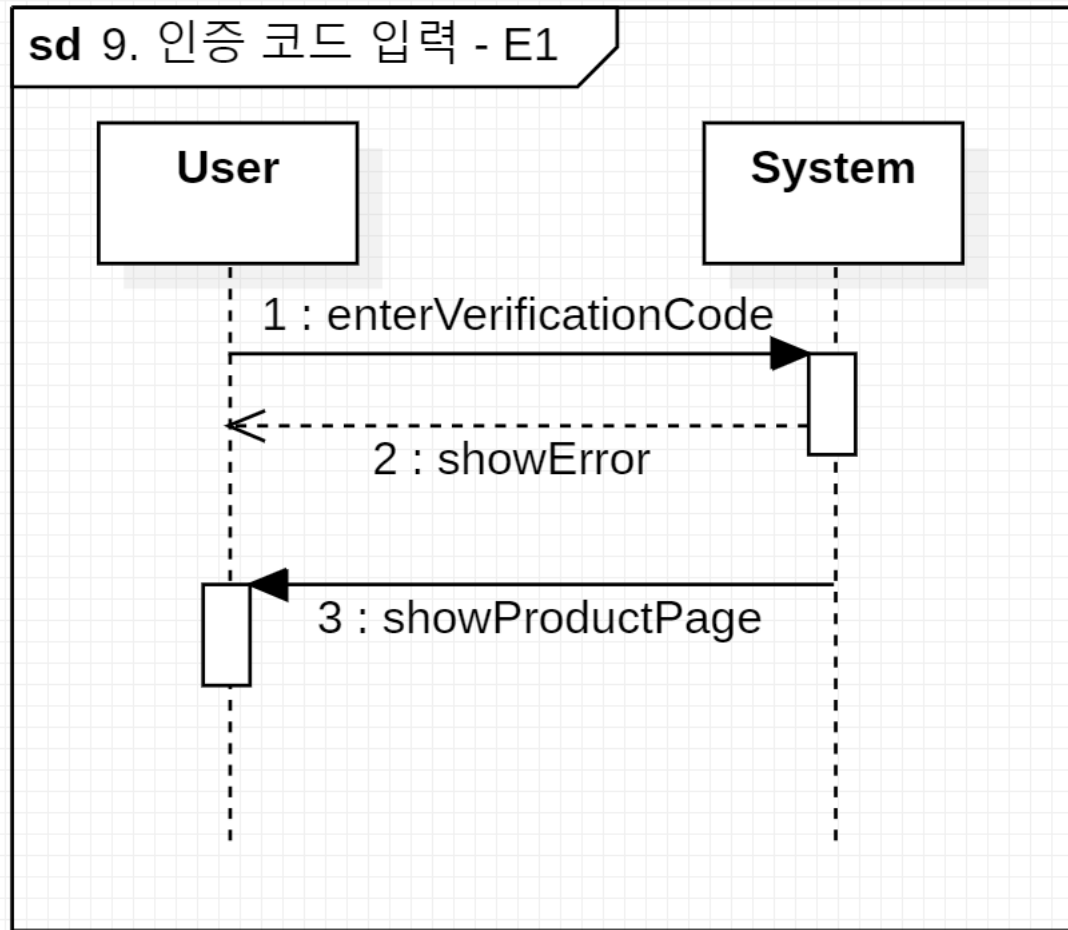 sd 9. 인증 코드 입력 - E1
User
System
1 : enterVerificationCode
2 : showError
3 : showProductPage